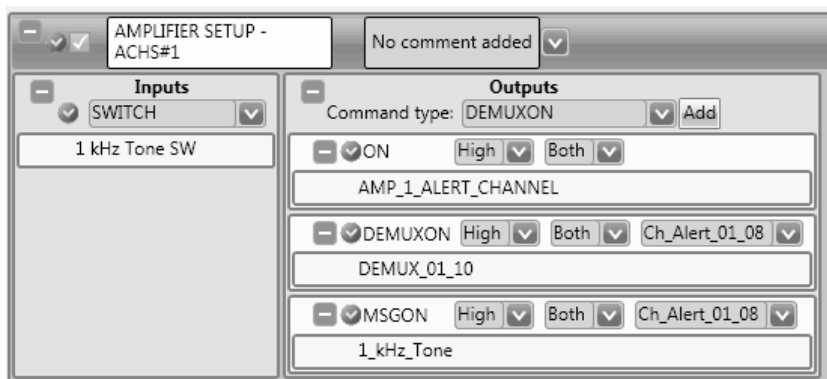 AMPLIFIER SETUP -
ACHS#1
No comment added
Inputs
SWITCH
1 kHz Tone SW
Outputs
Command type: DEMUXON Add
ON High Both
AMP_1_ALERT_CHANNEL
DEMUXON High Both Ch_Alert_01_08
DEMUX_01_10
MSGON High Both Ch_Alert_01_08
1_kHz_Tone